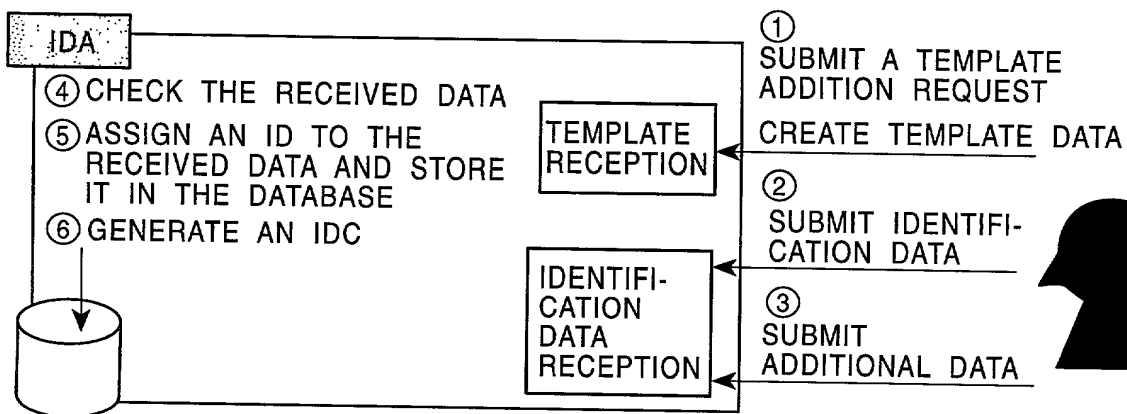 IDA
④ CHECK THE RECEIVED DATA
⑤ ASSIGN AN ID TO THE
RECEIVED DATA AND STORE
IT IN THE DATABASE
⑥ GENERATE AN IDC
TEMPLATE
RECEPTION
IDENTIFI-
CATION
DATA
RECEPTION
①
SUBMIT A TEMPLATE
ADDITION REQUEST
CREATE TEMPLATE DATA
②
SUBMIT IDENTIFI-
CATION DATA
③
SUBMIT
ADDITIONAL DATA